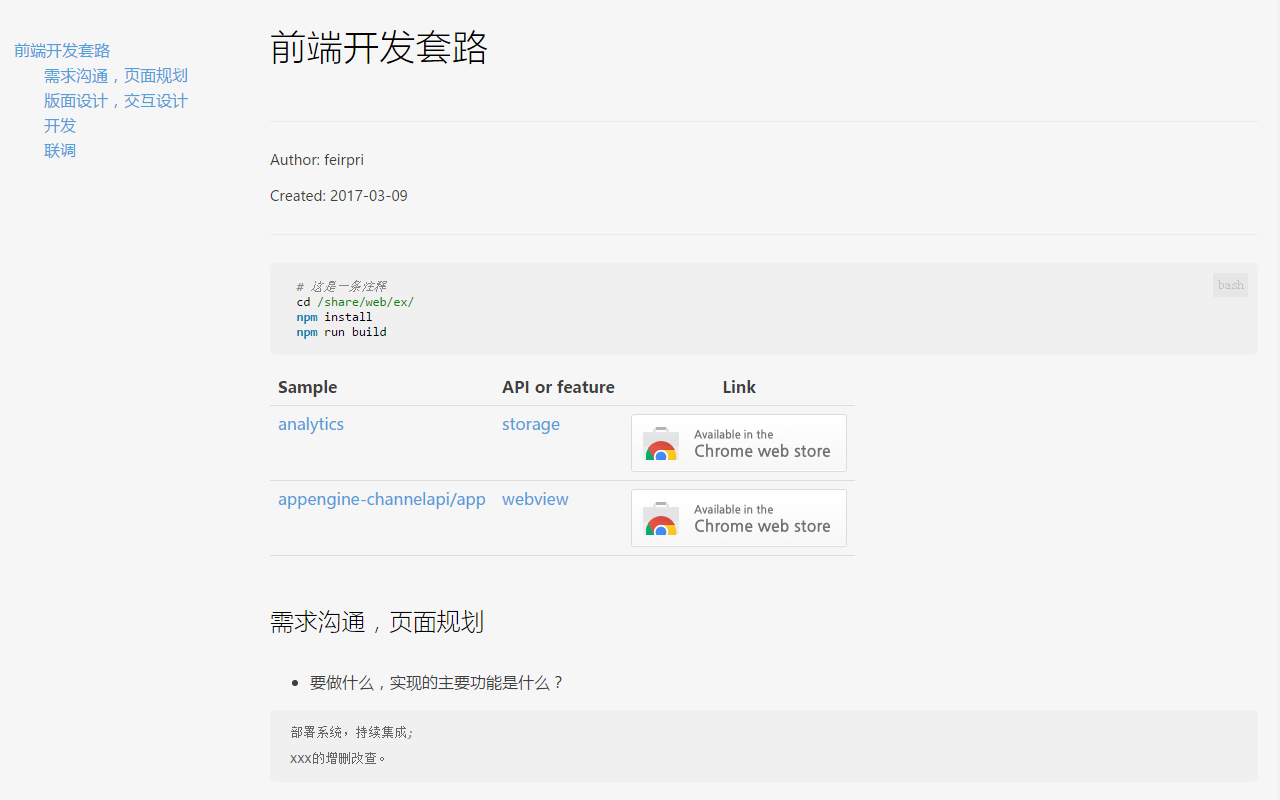 前端开发套路
需求沟通，页面规划
版面设计，交互设计
开发
联调
前端开发套路
Author: feirpri
Created: 2017-03-09
bash
# 这是一条注释
cd /share/web/ex/
npm install
npm run build
Sample API or feature Link
analytics storage Available in the
Chrome web store
appengine-channelapi/app webview Available in the
Chrome web store
需求沟通，页面规划
• 要做什么，实现的主要功能是什么？
部署系统，持续集成;
xxx的增删改查。